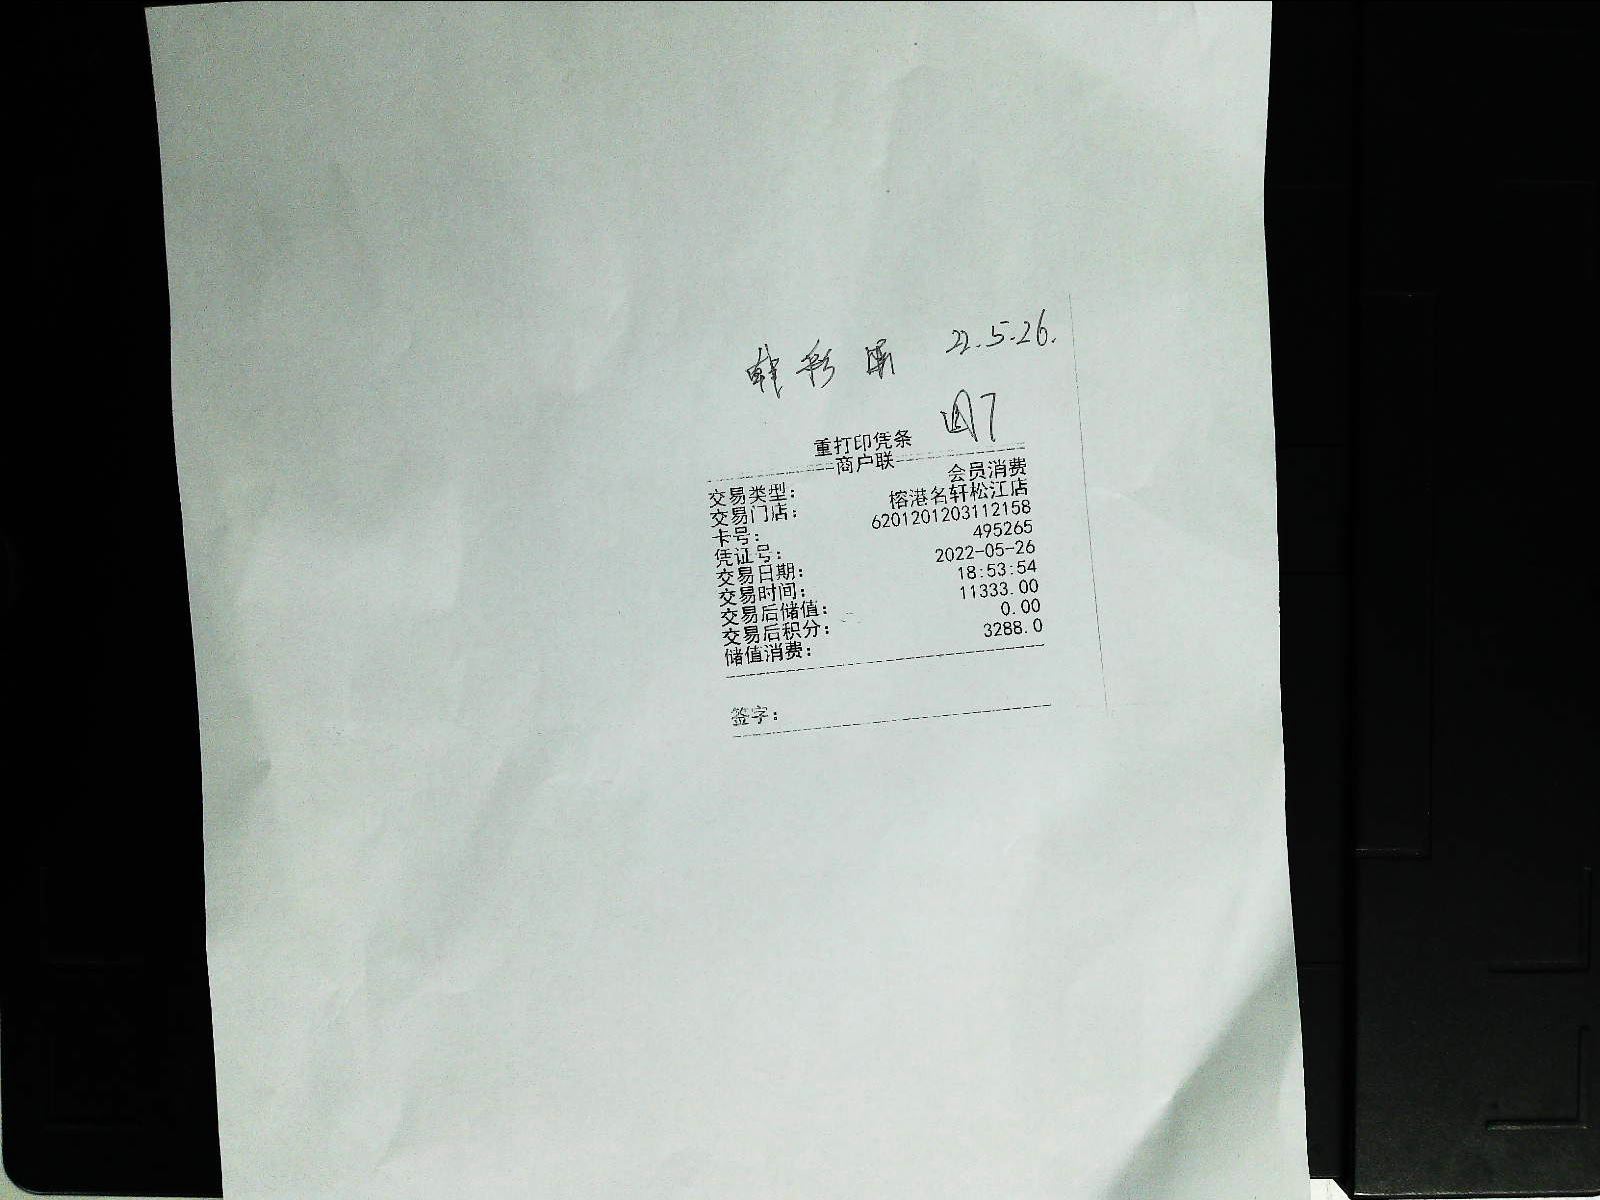 韩彩 22.5.26.
重打印凭条
商户联
交易类型: 会员消费
交易门店: 榕港名轩松江店
卡号: 6201201203112158
凭证号: 495265
交易日期: 2022-05-26
交易时间: 18:53:54
交易后储值: 11333.00
交易后积分: 0.00
储值消费: 3288.0
签字: